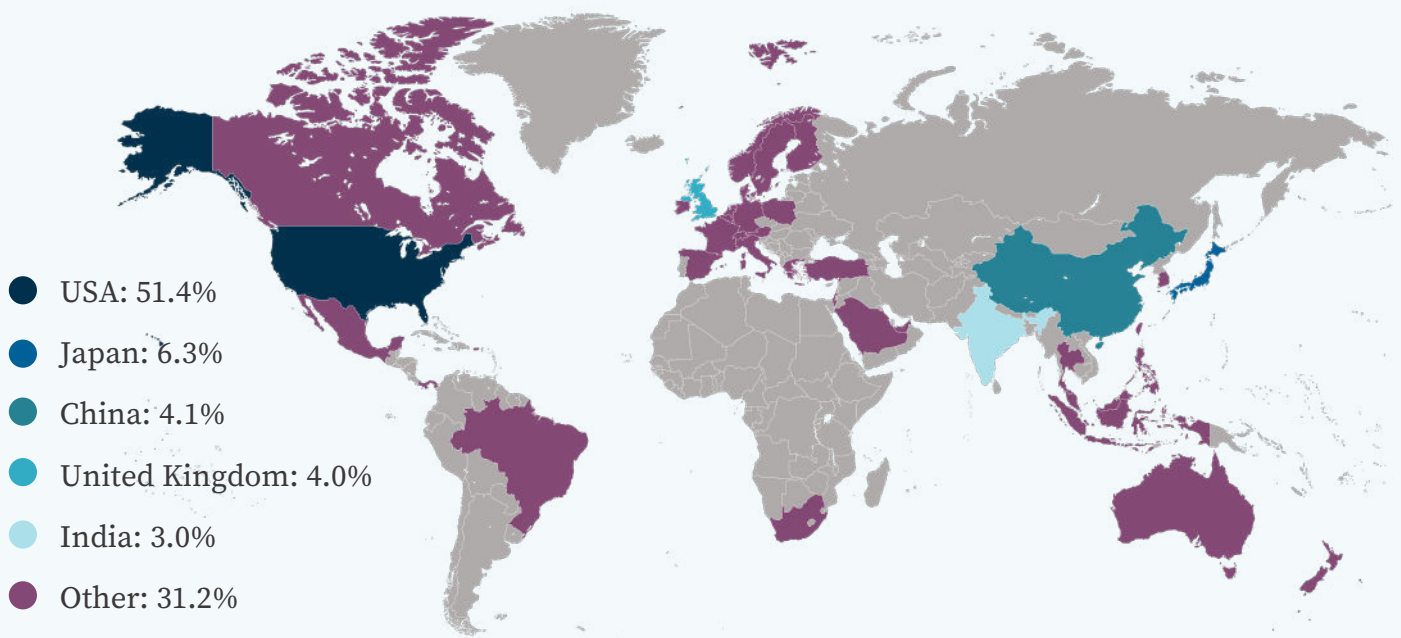 USA: 51.4%
Japan: 6.3%
China: 4.1%
United Kingdom: 4.0%
India: 3.0%
Other: 31.2%